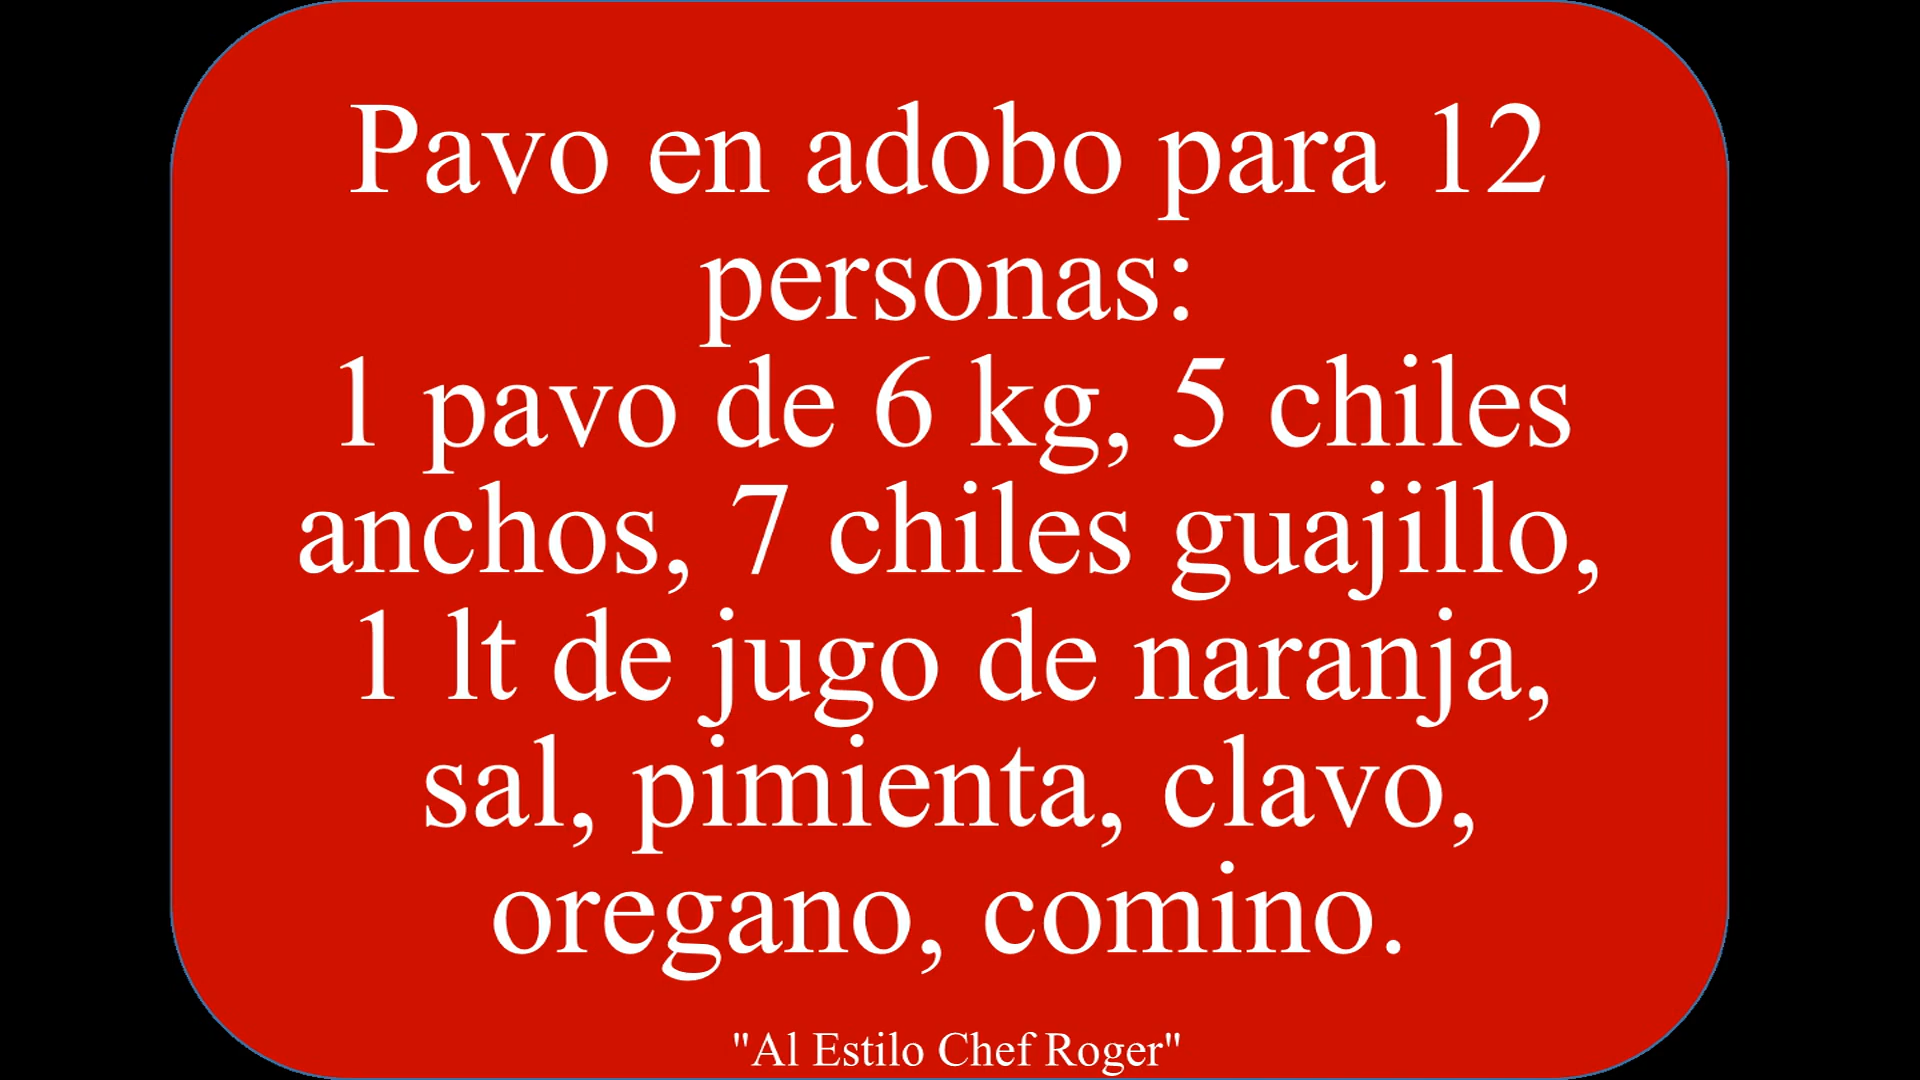 Pavo en adobo para 12
personas:
1 pavo de 6 kg, 5 chiles
anchos, 7 chiles guajillo,
1 lt de jugo de naranja,
sal, pimienta, clavo,
oregano, comino.
"Al Estilo Chef Roger"